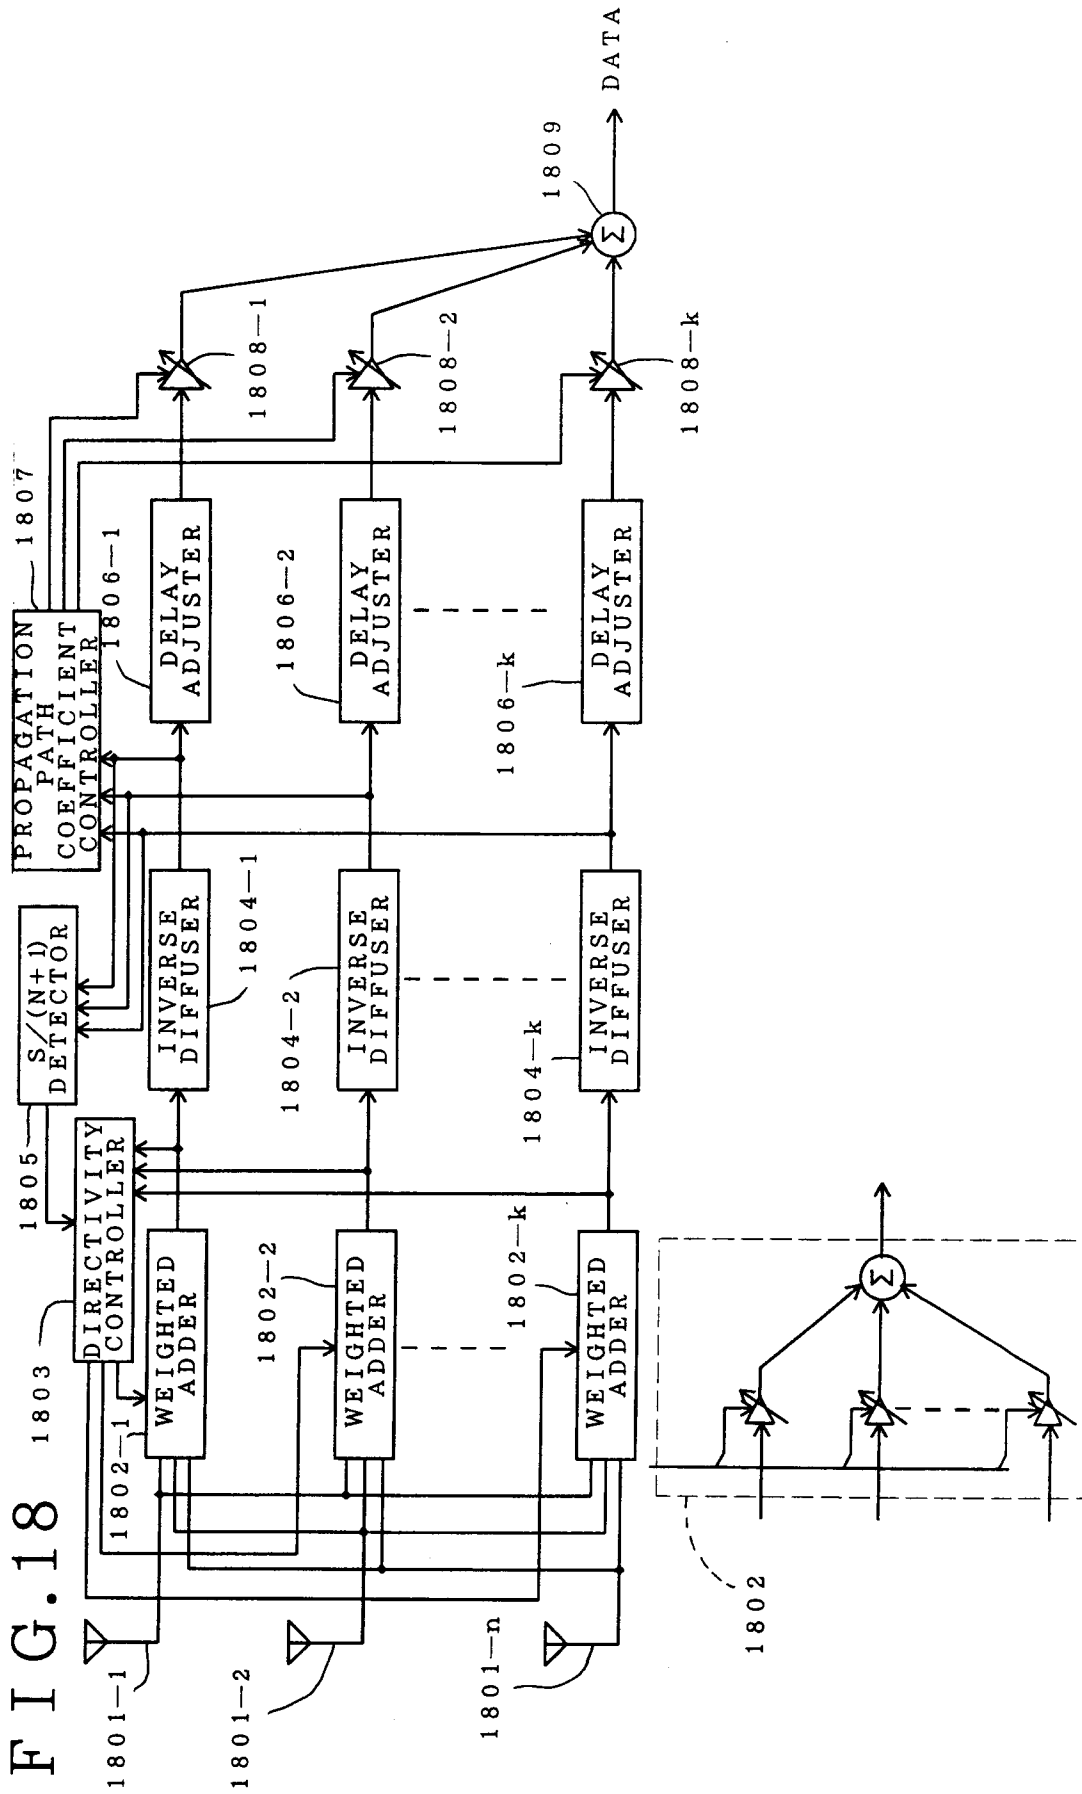 FIG.18
1801-1
1801-2
1801-n
1802-1
1803
DIRECTIVITY
CONTROLLER
1805
S/(N+1)
DETECTOR
PROPAGATION
PATH
COEFFICIENT
CONTROLLER
1807
WEIGHTED
ADDER
INVERSE
DIFFUSER
1804-1
DELAY
ADJUSTER
1806-1
1808-1
1802-2
WEIGHTED
ADDER
1804-2
INVERSE
DIFFUSER
1806-2
DELAY
ADJUSTER
1808-2
1802-k
WEIGHTED
ADDER
1804-k
INVERSE
DIFFUSER
1806-k
DELAY
ADJUSTER
1808-k
Σ
1809
DATA
1802
Σ